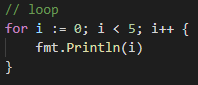 // loop
for i := 0; i < 5; i++ {
    fmt.Println(i)
}